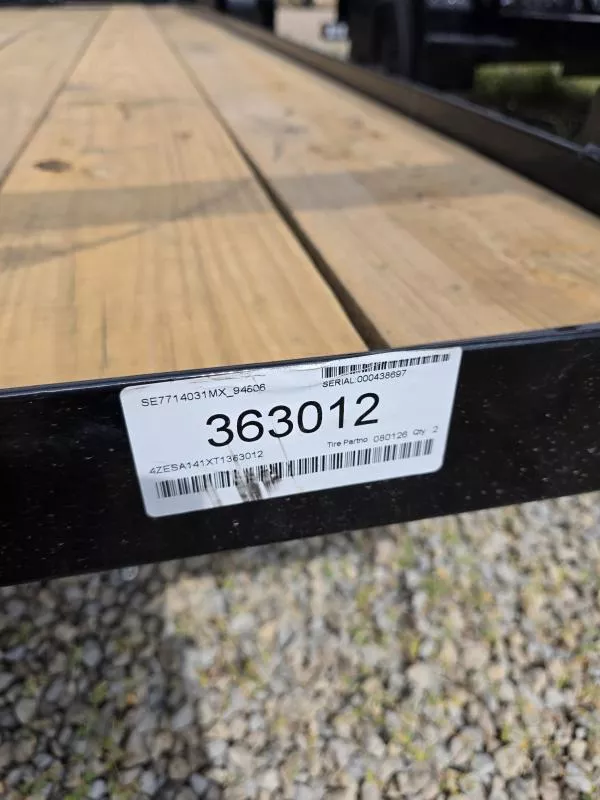 SE7714031MX_94606
SERIAL:000438697
363012
Tire Partno 080126 Qty 2
4ZESA141XT1363012